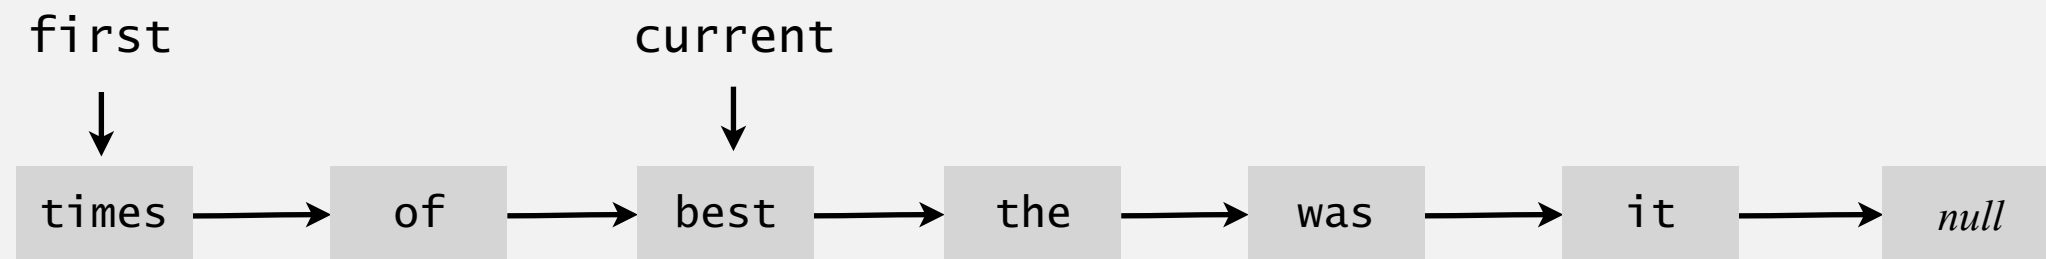 first current
times of best the was it null